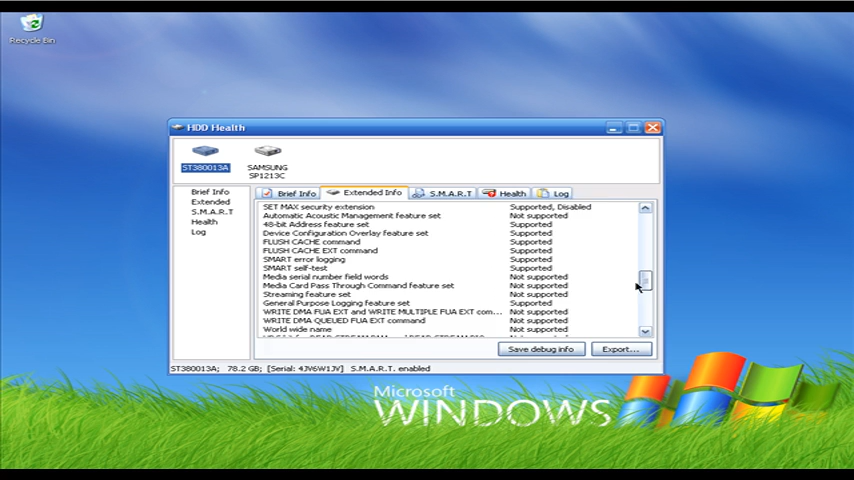 Recycle Bin
HDD Health
ST380013A
SAMSUNG
SP1213C
Brief Info
Extended
S.M.A.R.T
Health
Log
Brief Info Extended Info S.M.A.R.T Health Log
SET MAX security extension Supported, Disabled
Automatic Acoustic Management feature set Not supported
48-bit Address feature set Supported
Device Configuration Overlay feature set Supported
FLUSH CACHE command Supported
FLUSH CACHE EXT command Supported
SMART error logging Supported
SMART self-test Supported
Media serial number field words Not supported
Media Card Pass Through Command feature set Not supported
Streaming feature set Not supported
General Purpose Logging feature set Supported
WRITE DMA FUA EXT and WRITE MULTIPLE FUA EXT com... Not supported
WRITE DMA QUEUED FUA EXT command Not supported
World wide name Not supported
Save debug info Export...
ST380013A; 78.2 GB; [Serial: 4JV6W1JV] S.M.A.R.T. enabled
Microsoft
WINDOWS